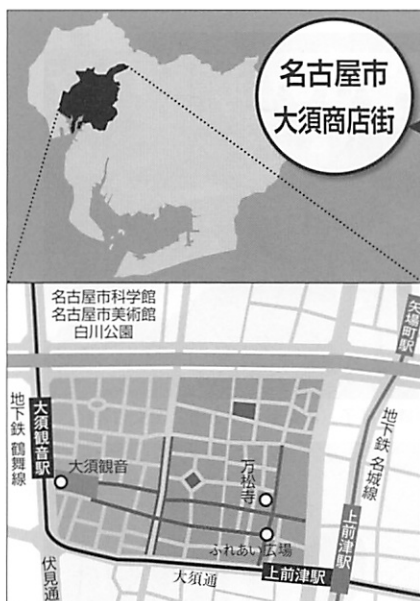 名古屋市
大須商店街
名古屋市科学館
名古屋市美術館
白川公園
矢場町駅
地下鉄 鶴舞線
大須観音駅
大須観音
万松寺
地下鉄 名城線
上前津駅
ふれあい広場
伏見通
大須通
上前津駅